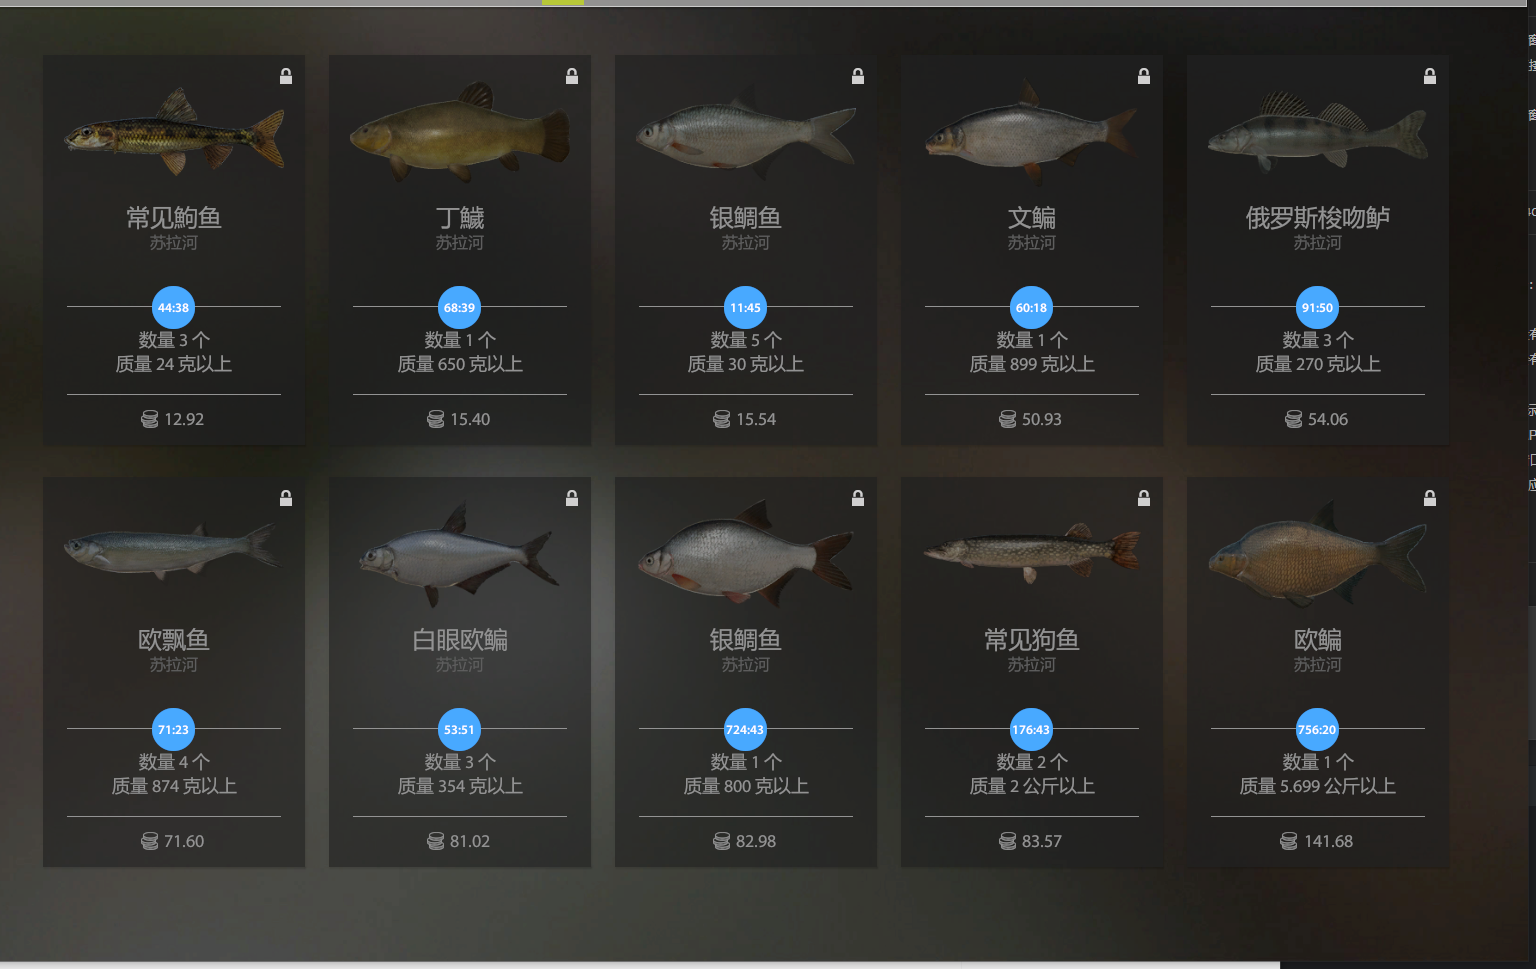 常见鮈鱼
苏拉河
44:38
数量 3 个
质量 24 克以上
12.92
丁鱥
苏拉河
68:39
数量 1 个
质量 650 克以上
15.40
银鲷鱼
苏拉河
11:45
数量 5 个
质量 30 克以上
15.54
文鳊
苏拉河
60:18
数量 1 个
质量 899 克以上
50.93
俄罗斯梭吻鲈
苏拉河
91:50
数量 3 个
质量 270 克以上
54.06
欧飘鱼
苏拉河
71:23
数量 4 个
质量 874 克以上
71.60
白眼欧鳊
苏拉河
53:51
数量 3 个
质量 354 克以上
81.02
银鲷鱼
苏拉河
724:43
数量 1 个
质量 800 克以上
82.98
常见狗鱼
苏拉河
176:43
数量 2 个
质量 2 公斤以上
83.57
欧鳊
苏拉河
756:20
数量 1 个
质量 5.699 公斤以上
141.68